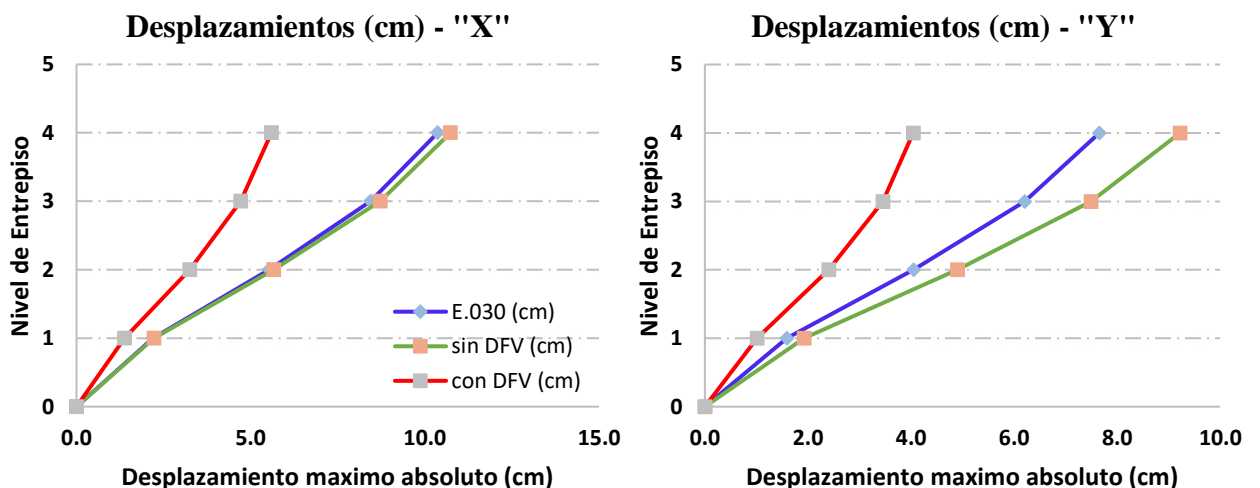 Desplazamientos (cm) - "X"
5
4
3
2
1
0
Nivel de Entrepiso
E.030 (cm)
sin DFV (cm)
con DFV (cm)
0.0 5.0 10.0 15.0
Desplazamiento maximo absoluto (cm)
Desplazamientos (cm) - "Y"
5
4
3
2
1
0
Nivel de Entrepiso
0.0 2.0 4.0 6.0 8.0 10.0
Desplazamiento maximo absoluto (cm)